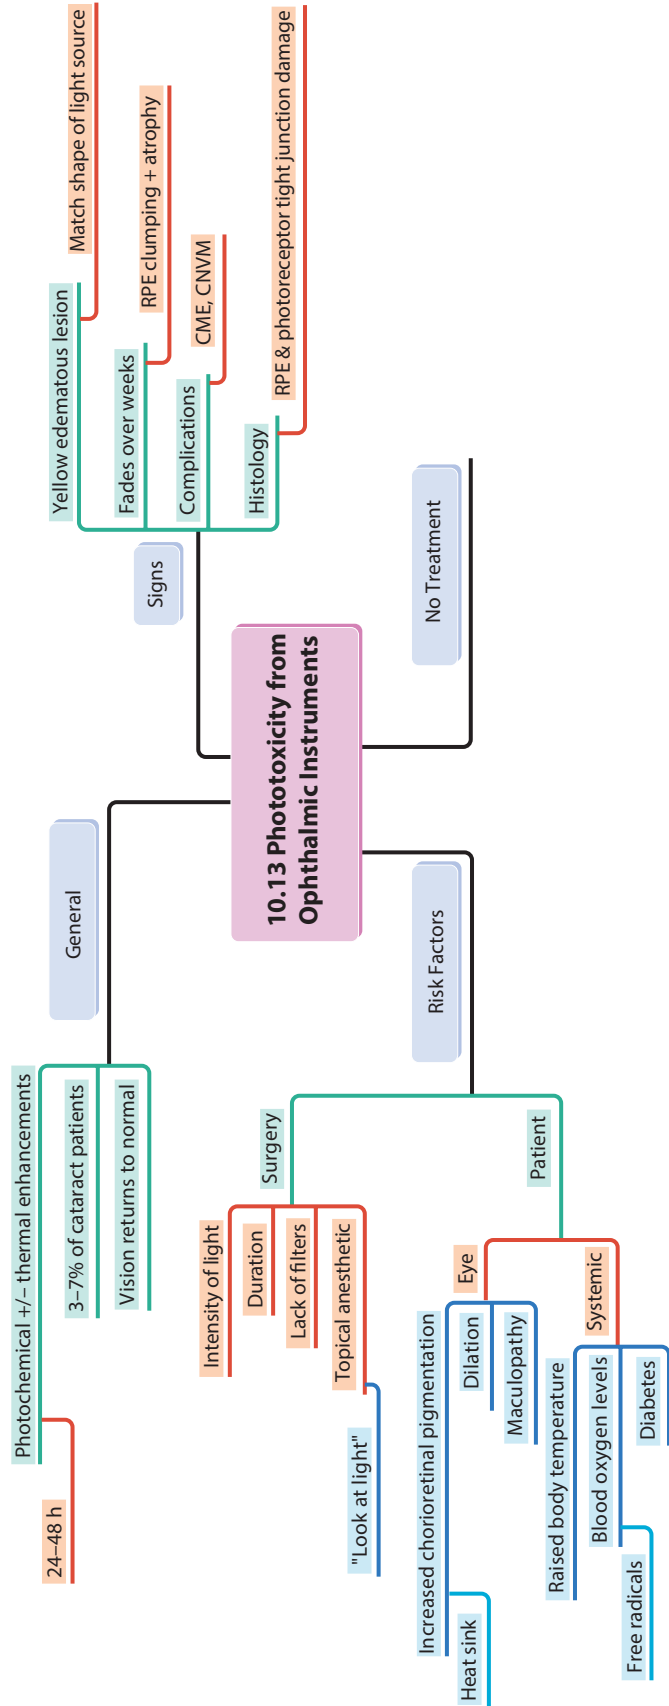 10.13 Phototoxicity from
Ophthalmic Instruments
General
Photochemical +/− thermal enhancements
24–48 h
3–7% of cataract patients
Vision returns to normal
Signs
Yellow edematous lesion
Match shape of light source
Fades over weeks
RPE clumping + atrophy
Complications
CME, CNVM
Histology
RPE & photoreceptor tight junction damage
Risk Factors
Surgery
Intensity of light
Duration
Lack of filters
Topical anesthetic
"Look at light"
Patient
Eye
Increased chorioretinal pigmentation
Heat sink
Dilation
Maculopathy
Systemic
Raised body temperature
Blood oxygen levels
Free radicals
Diabetes
No Treatment